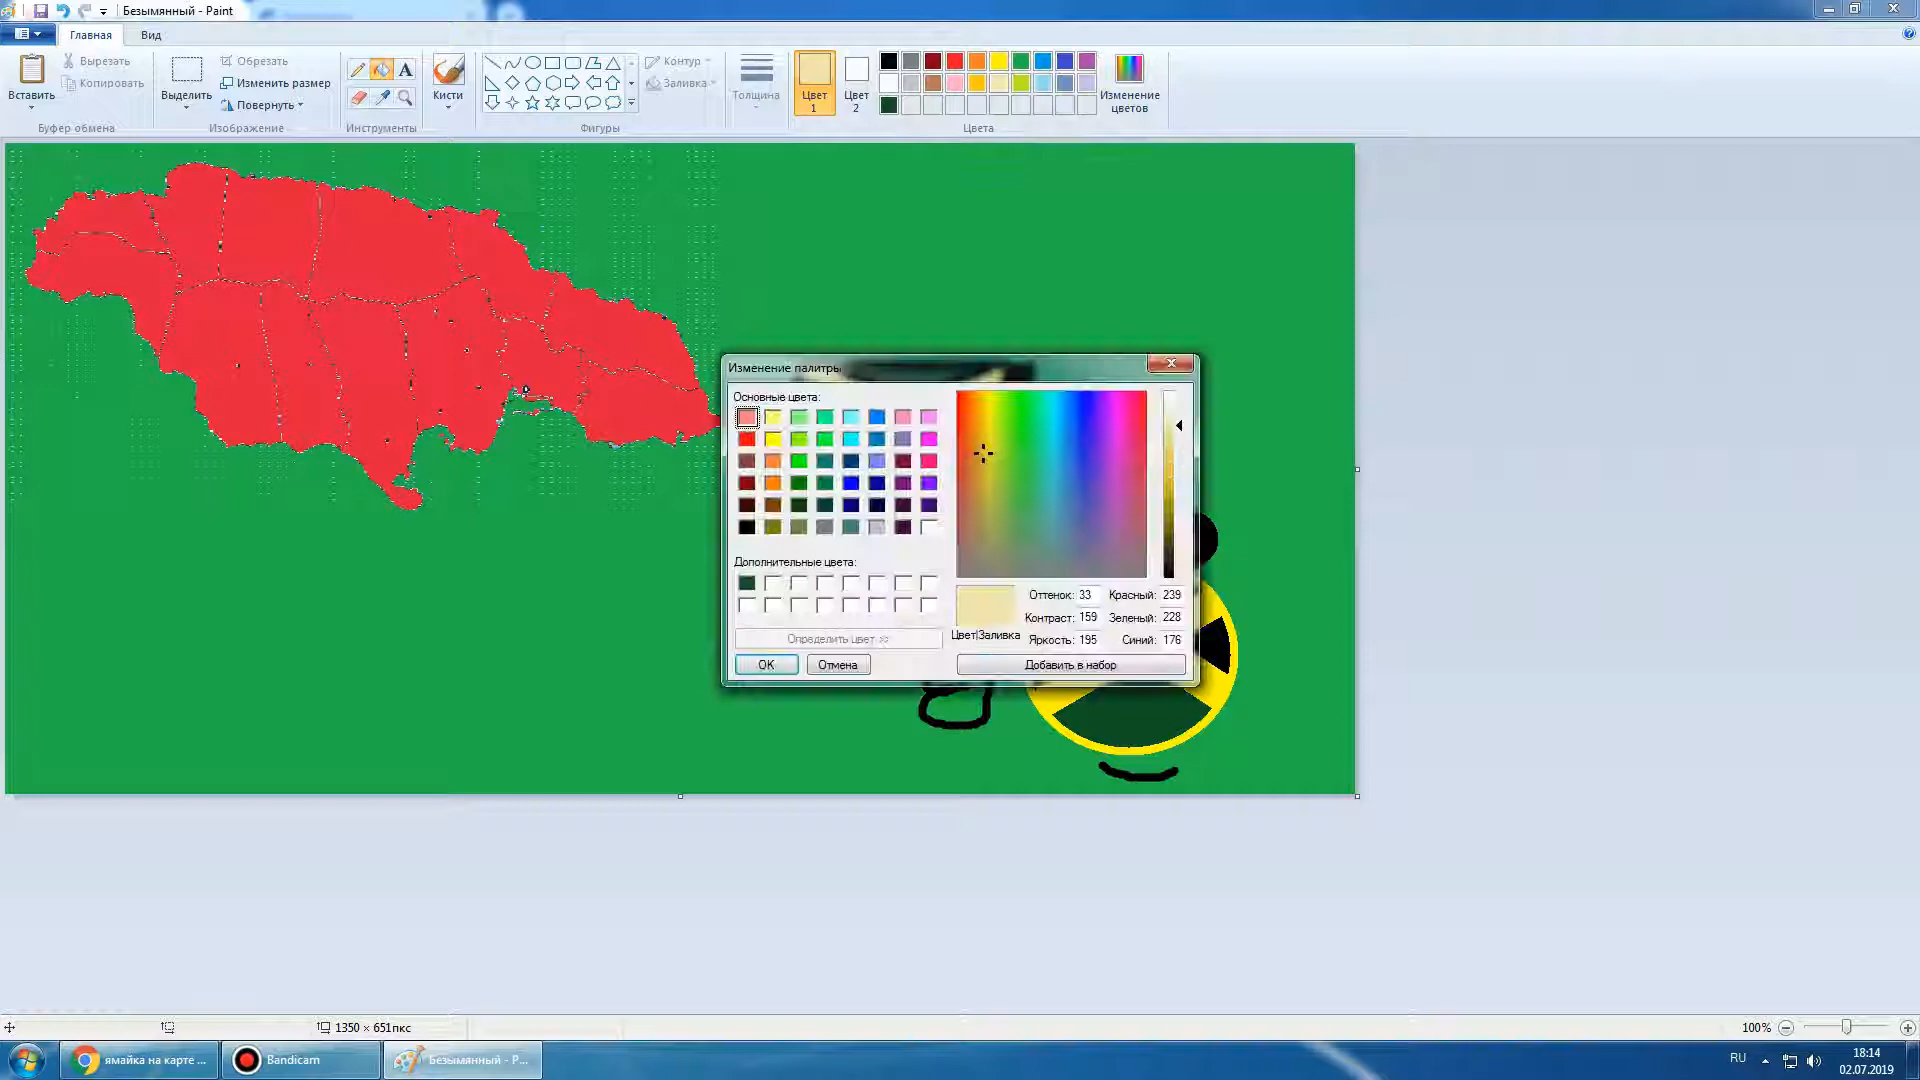 Безымянный - Paint
Главная
Вид
Вставить
Вырезать
Копировать
Буфер обмена
Выделить
Обрезать
Изменить размер
Повернуть
Изображение
A
Инструменты
Кисти
Контур
Заливка
Фигуры
Толщина
Цвет
1
Цвет
2
Изменение
цветов
Цвета
Изменение палитры
Основные цвета:
Дополнительные цвета:
Определить цвет >>
OK
Отмена
Оттенок: 33
Красный: 239
Контраст: 159
Зеленый: 228
Цвет|Заливка
Яркость: 195
Синий: 176
Добавить в набор
1350 × 651пкс
100%
ямайка на карте ...
Bandicam
Безымянный - P...
RU
18:14
02.07.2019